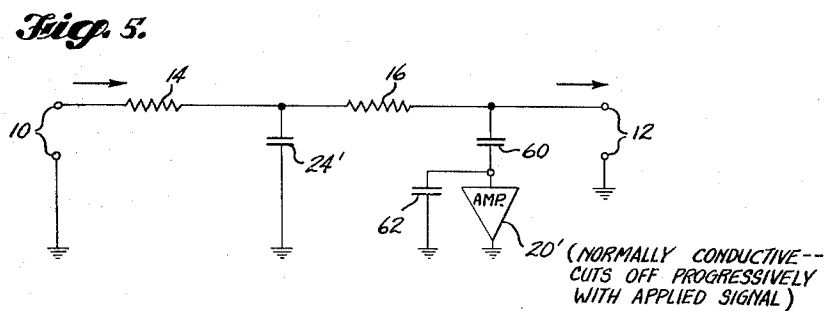 Fig. 5.
14
16
10
24'
60
12
62
AMP.
20' (NORMALLY CONDUCTIVE--
CUTS OFF PROGRESSIVELY
WITH APPLIED SIGNAL)